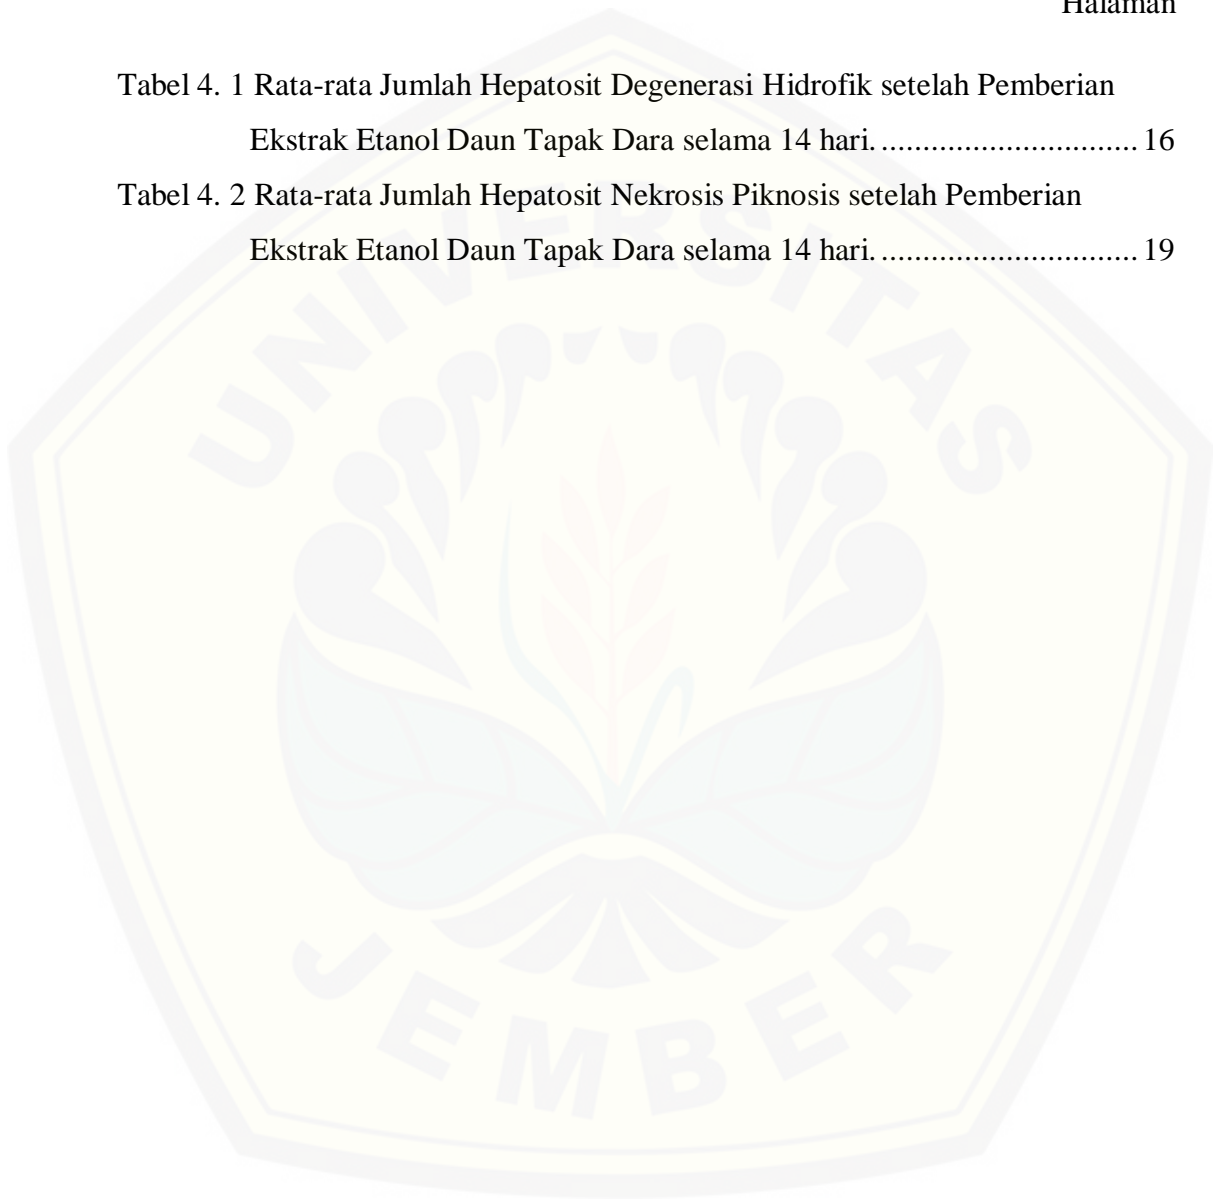 Halaman
Tabel 4. 1 Rata-rata Jumlah Hepatosit Degenerasi Hidrofik setelah Pemberian
Ekstrak Etanol Daun Tapak Dara selama 14 hari. ............................... 16
Tabel 4. 2 Rata-rata Jumlah Hepatosit Nekrosis Piknosis setelah Pemberian
Ekstrak Etanol Daun Tapak Dara selama 14 hari. ............................... 19
UNIVERSITAS
JEMBER